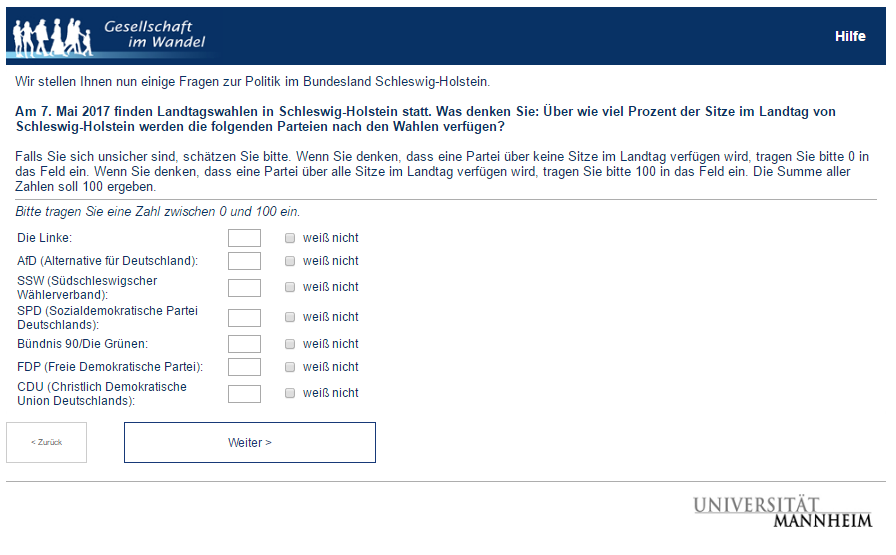 Gesellschaft
im Wandel
Hilfe
Wir stellen Ihnen nun einige Fragen zur Politik im Bundesland Schleswig-Holstein.
Am 7. Mai 2017 finden Landtagswahlen in Schleswig-Holstein statt. Was denken Sie: Über wie viel Prozent der Sitze im Landtag von
Schleswig-Holstein werden die folgenden Parteien nach den Wahlen verfügen?
Falls Sie sich unsicher sind, schätzen Sie bitte. Wenn Sie denken, dass eine Partei über keine Sitze im Landtag verfügen wird, tragen Sie bitte 0 in
das Feld ein. Wenn Sie denken, dass eine Partei über alle Sitze im Landtag verfügen wird, tragen Sie bitte 100 in das Feld ein. Die Summe aller
Zahlen soll 100 ergeben.
Bitte tragen Sie eine Zahl zwischen 0 und 100 ein.
Die Linke: weiß nicht
AfD (Alternative für Deutschland): weiß nicht
SSW (Südschleswigscher
Wählerverband): weiß nicht
SPD (Sozialdemokratische Partei
Deutschlands): weiß nicht
Bündnis 90/Die Grünen: weiß nicht
FDP (Freie Demokratische Partei): weiß nicht
CDU (Christlich Demokratische
Union Deutschlands): weiß nicht
< Zurück
Weiter >
UNIVERSITÄT
MANNHEIM